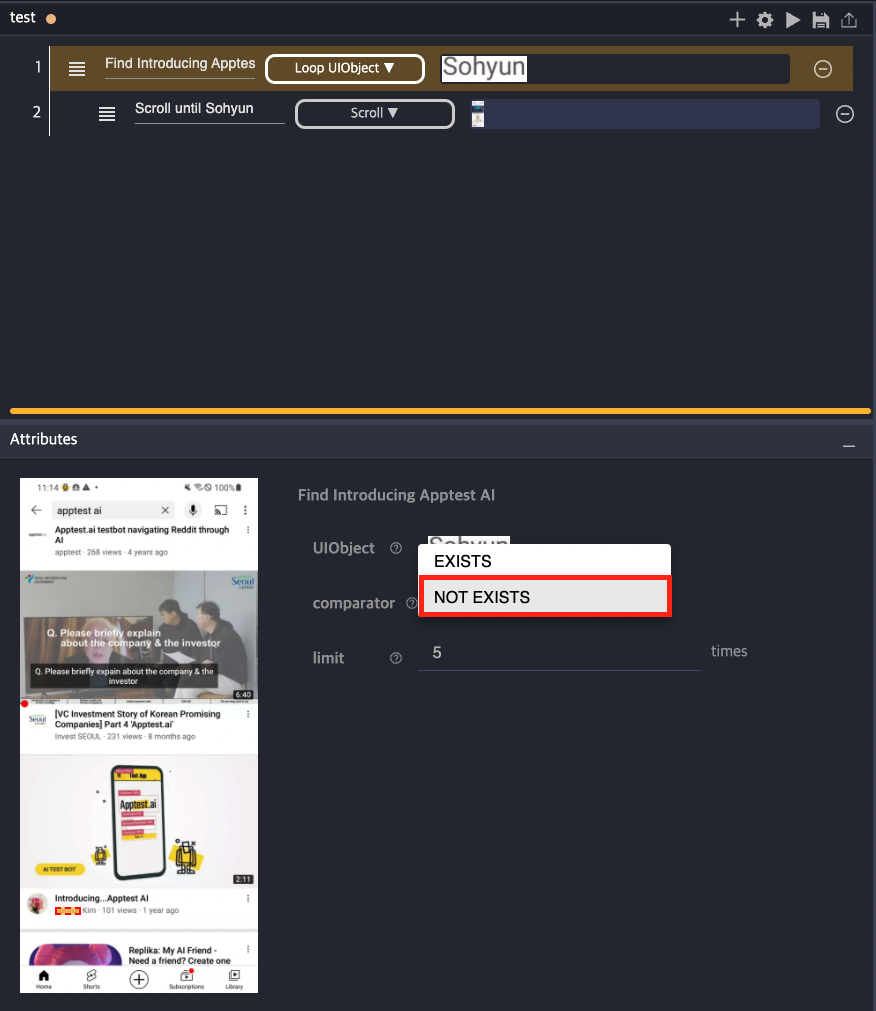 test
1
Find Introducing Apptes
Loop UIObject ▼
Sohyun
2
Scroll until Sohyun
Scroll ▼
Attributes
11:14
100%
apptest ai
Apptest.ai testbot navigating Reddit through
AI
apptest · 268 views · 4 years ago
Seoul
Q. Please briefly explain
about the company & the investor
Q. Please briefly expain about the company & the
investor
6:40
Seoul
[VC Investment Story of Korean Promising
Companies] Part 4 'Apptest.ai'
Invest SEOUL · 231 views · 8 months ago
Test App
Apptest.ai
AI TEST BOT
2:11
Introducing...Apptest AI
Kim · 101 views · 1 year ago
Replika: My AI Friend -
Need a friend? Create one
Home
Shorts
Subscriptions
Library
Find Introducing Apptest AI
UIObject
Sohyun
EXISTS
comparator
NOT EXISTS
limit
5
times